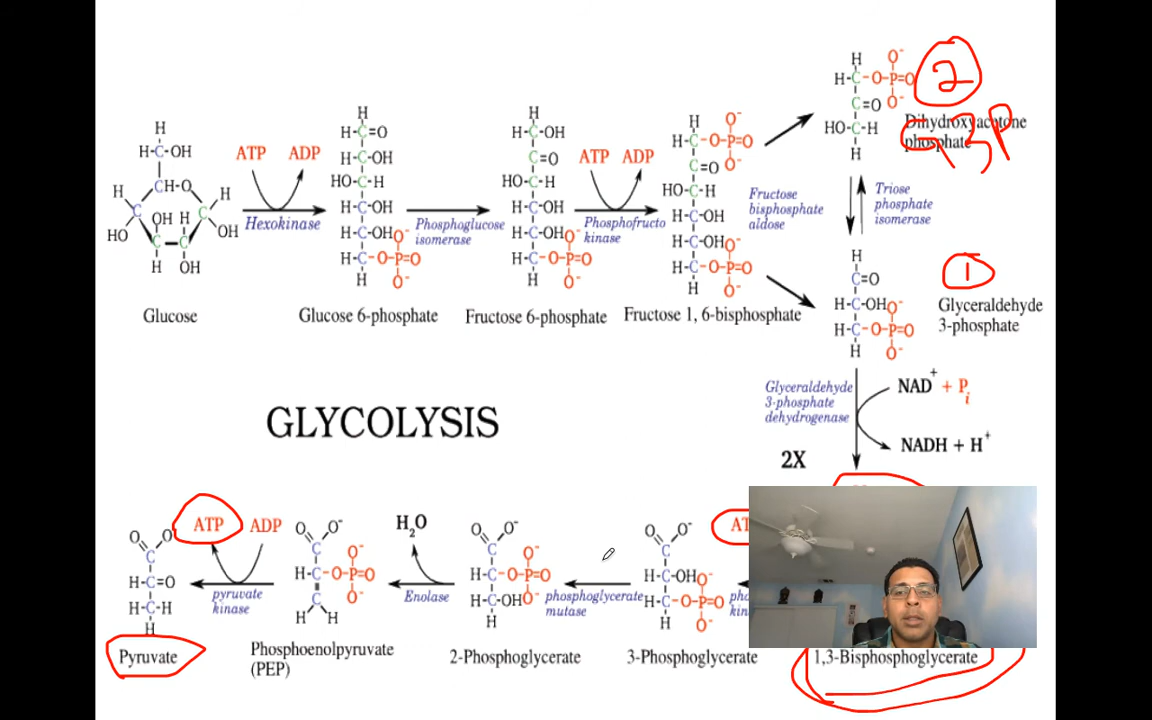 2
G3P
Dihydroxyacetone
phosphate
ATP ADP
Hexokinase
Phosphoglucose
isomerase
ATP ADP
Phosphofructo
kinase
Fructose
bisphosphate
aldose
Triose
phosphate
isomerase
1
Glucose
Glucose 6-phosphate
Fructose 6-phosphate
Fructose 1, 6-bisphosphate
Glyceraldehyde
3-phosphate
Glyceraldehyde
3-phosphate
dehydrogenase
NAD+ + Pi
NADH + H+
GLYCOLYSIS
2X
ATP ADP
pyruvate
kinase
H2O
Enolase
phosphoglycerate
mutase
Pyruvate
Phosphoenolpyruvate
(PEP)
2-Phosphoglycerate
3-Phosphoglycerate
1,3-Bisphosphoglycerate